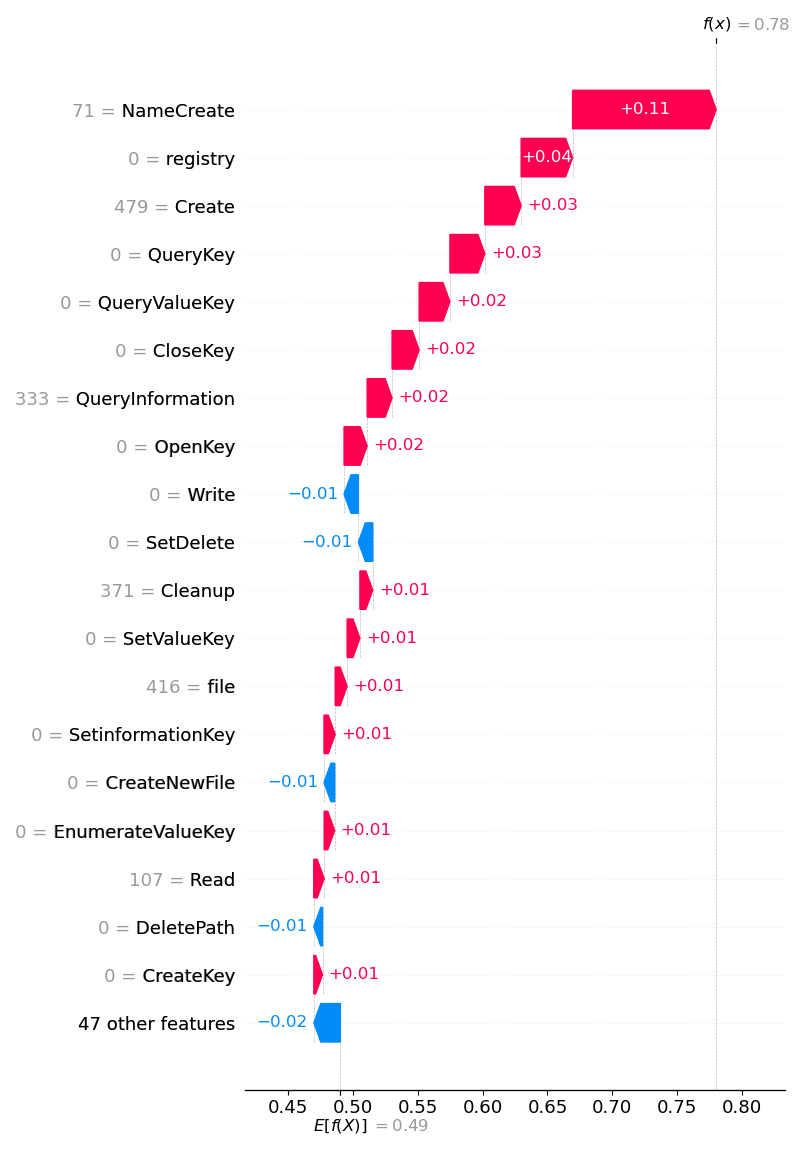 f(x) = 0.78
71 = NameCreate +0.11
0 = registry +0.04
479 = Create +0.03
0 = QueryKey +0.03
0 = QueryValueKey +0.02
0 = CloseKey +0.02
333 = QueryInformation +0.02
0 = OpenKey +0.02
0 = Write −0.01
0 = SetDelete −0.01
371 = Cleanup +0.01
0 = SetValueKey +0.01
416 = file +0.01
0 = SetinformationKey +0.01
0 = CreateNewFile −0.01
0 = EnumerateValueKey +0.01
107 = Read +0.01
0 = DeletePath −0.01
0 = CreateKey +0.01
47 other features −0.02
0.45 0.50 0.55 0.60 0.65 0.70 0.75 0.80
E[f(X)] = 0.49